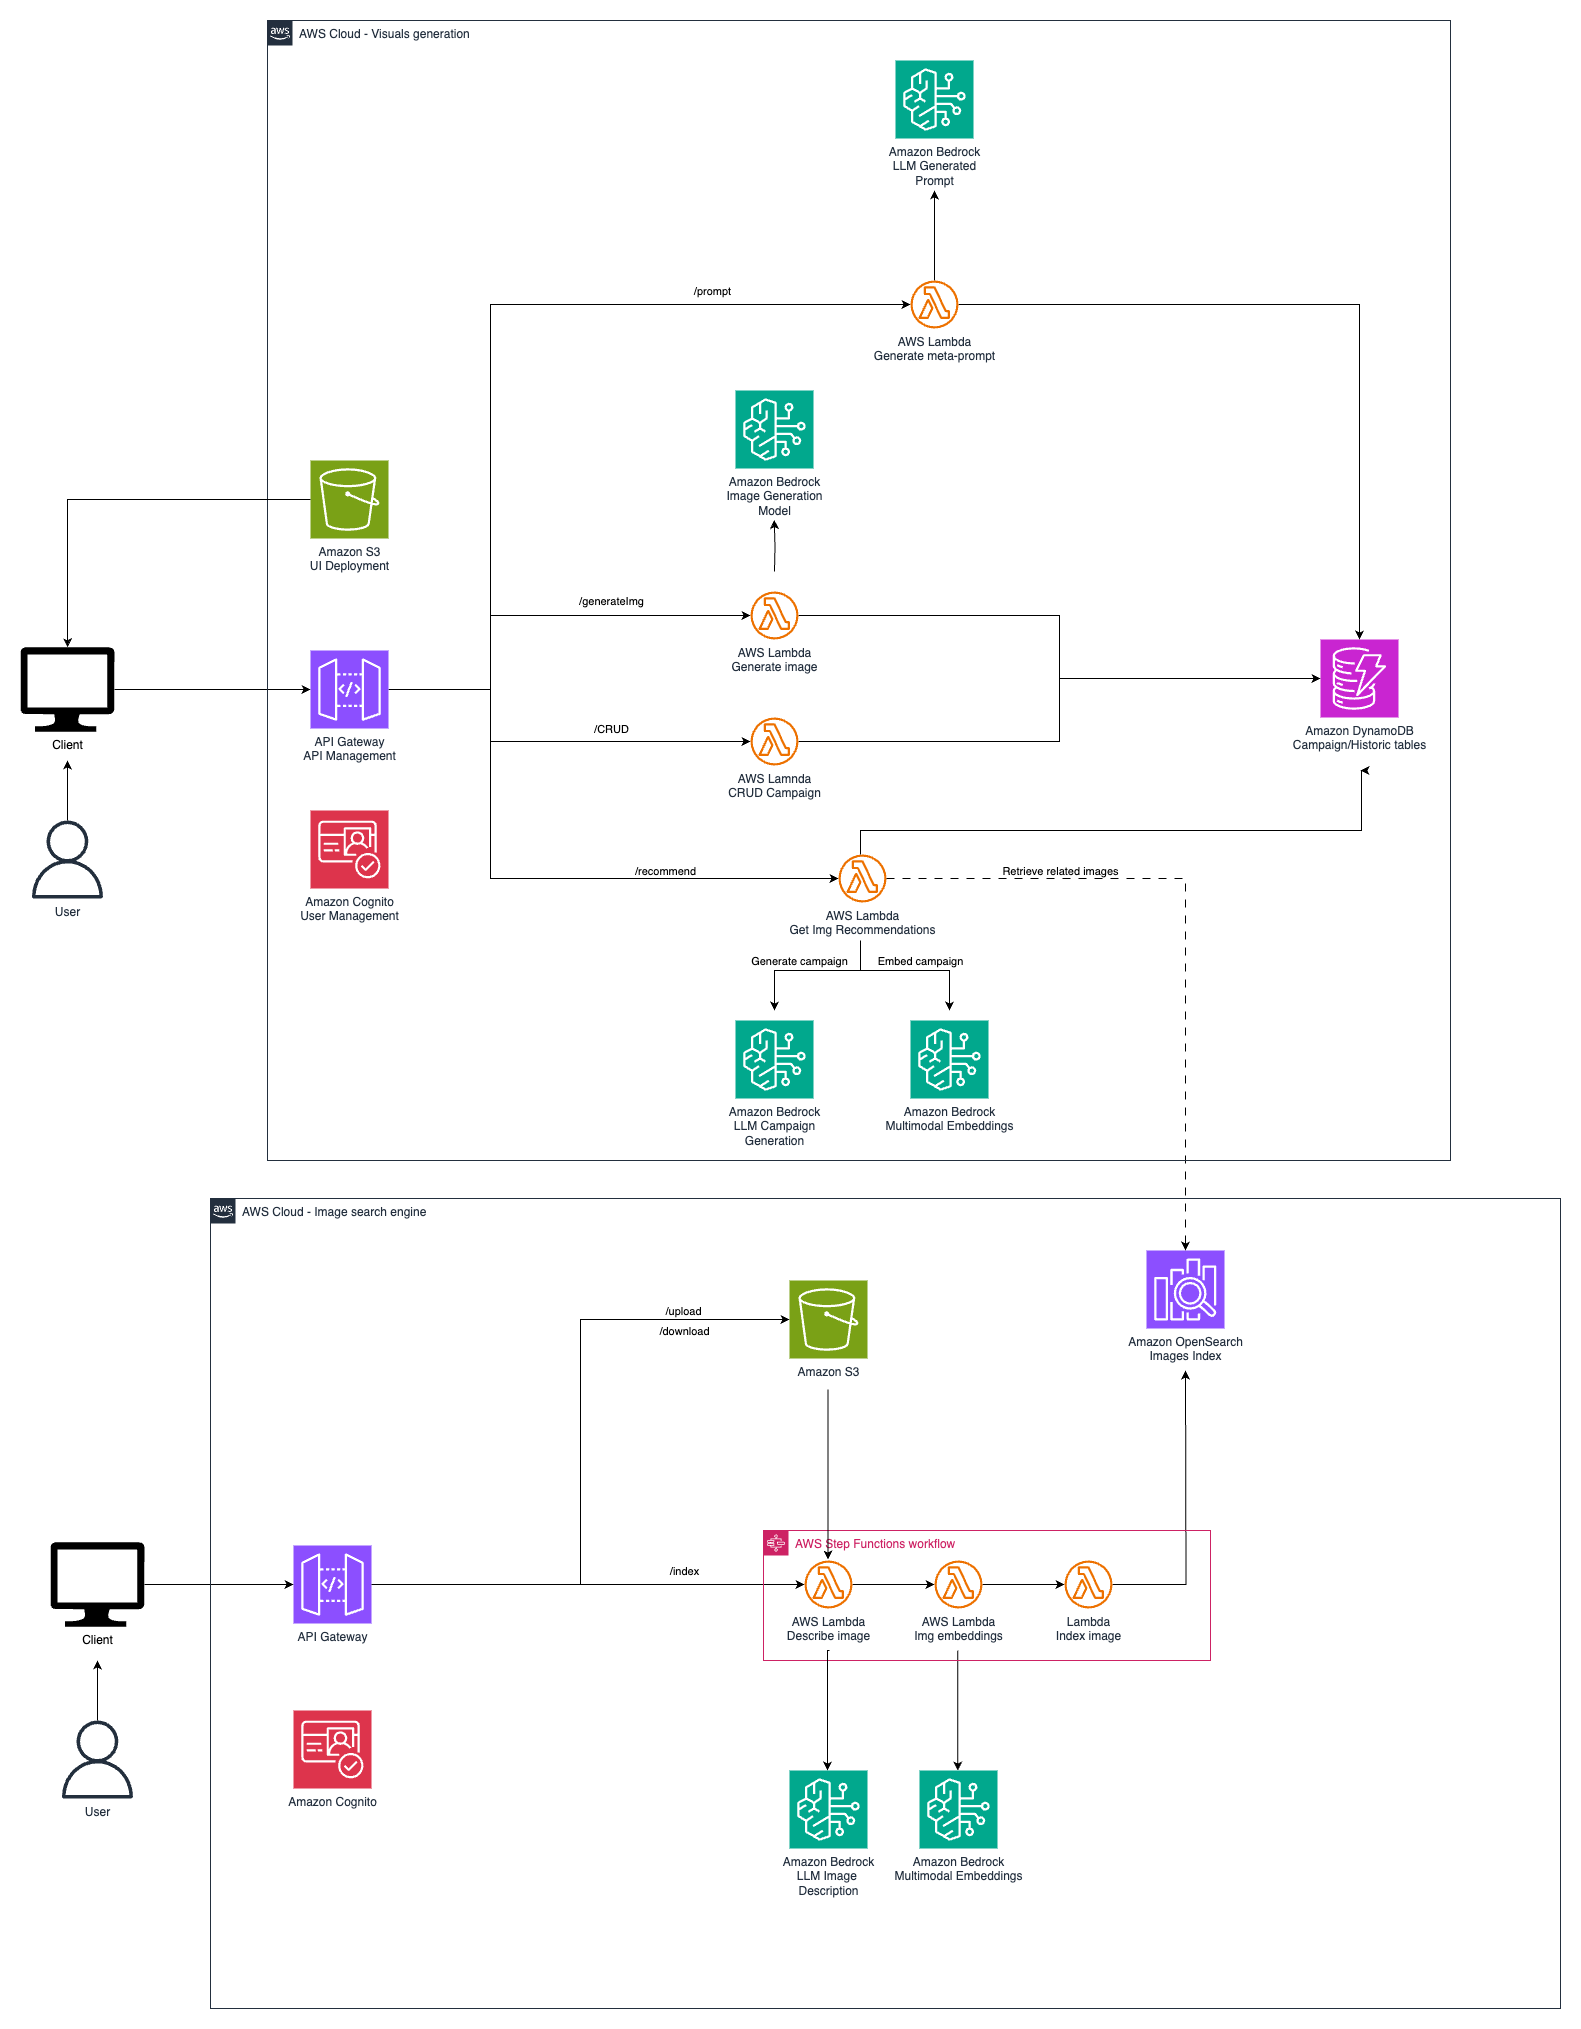 aws
AWS Cloud - Visuals generation
Amazon Bedrock
LLM Generated
Prompt
/prompt
AWS Lambda
Generate meta-prompt
Amazon Bedrock
Image Generation
Model
Amazon S3
UI Deployment
/generateImg
AWS Lambda
Generate image
Client
API Gateway
API Management
/CRUD
AWS Lamnda
CRUD Campaign
Amazon DynamoDB
Campaign/Historic tables
User
Amazon Cognito
User Management
/recommend
Retrieve related images
AWS Lambda
Get Img Recommendations
Generate campaign
Embed campaign
Amazon Bedrock
LLM Campaign
Generation
Amazon Bedrock
Multimodal Embeddings
aws
AWS Cloud - Image search engine
/upload
/download
Amazon S3
Amazon OpenSearch
Images Index
AWS Step Functions workflow
/index
AWS Lambda
Describe image
AWS Lambda
Img embeddings
Lambda
Index image
Client
API Gateway
User
Amazon Cognito
Amazon Bedrock
LLM Image
Description
Amazon Bedrock
Multimodal Embeddings